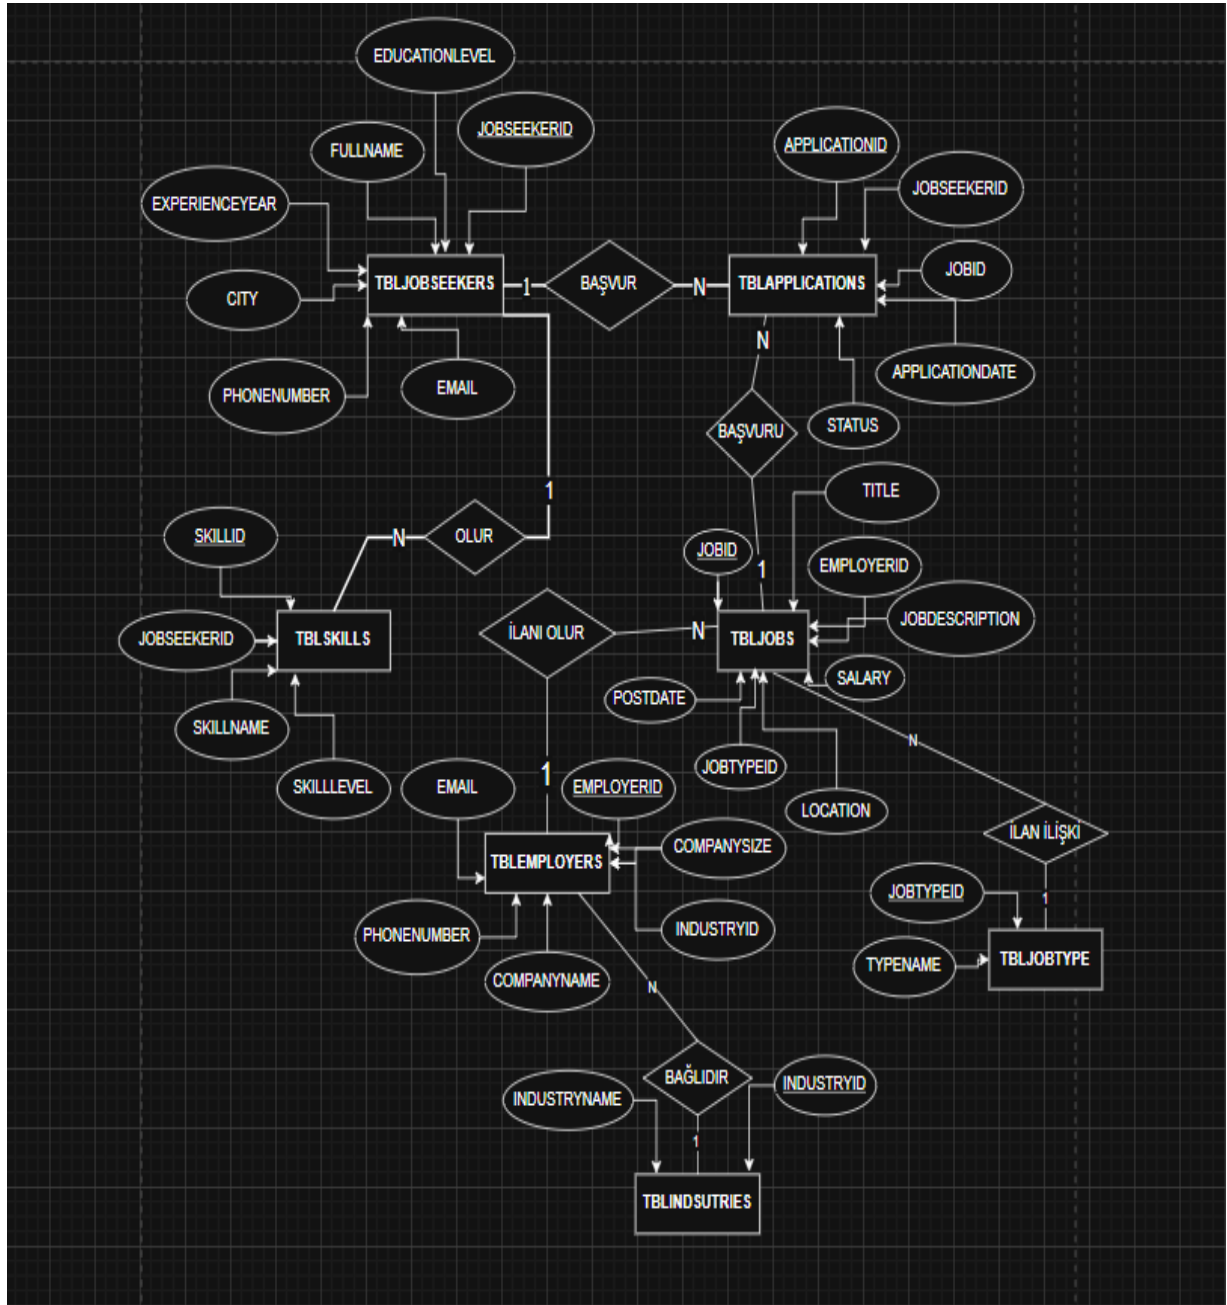 EDUCATIONLEVEL
JOBSEEKERID
FULLNAME
EXPERIENCEYEAR
CITY
PHONENUMBER
EMAIL
TBLJOBSEEKERS
1
BAŞVUR
N
TBLAPPLICATIONS
APPLICATIONID
JOBSEEKERID
JOBID
APPLICATIONDATE
STATUS
N
BAŞVURU
1
1
OLUR
N
SKILLID
TBLSKILLS
JOBSEEKERID
SKILLNAME
SKILLLEVEL
TITLE
JOBID
EMPLOYERID
JOBDESCRIPTION
TBLJOBS
SALARY
POSTDATE
JOBTYPEID
LOCATION
N
İLANI OLUR
1
EMAIL
EMPLOYERID
TBLEMPLOYERS
COMPANYSIZE
INDUSTRYID
PHONENUMBER
COMPANYNAME
N
İLAN İLİŞKİ
1
JOBTYPEID
TYPENAME
TBLJOBTYPE
N
BAĞLIDIR
1
INDUSTRYNAME
INDUSTRYID
TBLINDSUTRIES